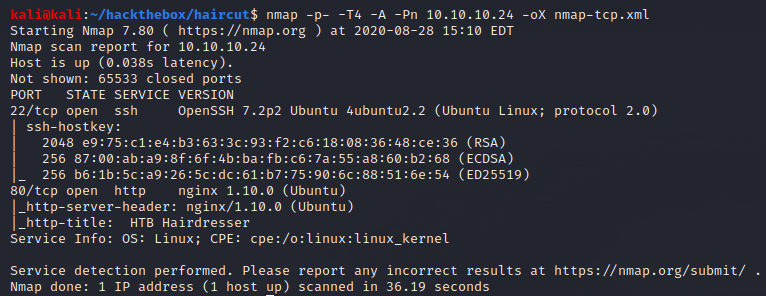 kali@kali:~/hackthebox/haircut$ nmap -p- -T4 -A -Pn 10.10.10.24 -oX nmap-tcp.xml
Starting Nmap 7.80 ( https://nmap.org ) at 2020-08-28 15:10 EDT
Nmap scan report for 10.10.10.24
Host is up (0.038s latency).
Not shown: 65533 closed ports
PORT   STATE SERVICE VERSION
22/tcp open  ssh     OpenSSH 7.2p2 Ubuntu 4ubuntu2.2 (Ubuntu Linux; protocol 2.0)
| ssh-hostkey:
|   2048 e9:75:c1:e4:b3:63:3c:93:f2:c6:18:08:36:48:ce:36 (RSA)
|   256 87:00:ab:a9:8f:6f:4b:ba:fb:c6:7a:55:a8:60:b2:68 (ECDSA)
|_  256 b6:1b:5c:a9:26:5c:dc:61:b7:75:90:6c:88:51:6e:54 (ED25519)
80/tcp open  http    nginx 1.10.0 (Ubuntu)
|_http-server-header: nginx/1.10.0 (Ubuntu)
|_http-title:  HTB Hairdresser
Service Info: OS: Linux; CPE: cpe:/o:linux:linux_kernel

Service detection performed. Please report any incorrect results at https://nmap.org/submit/ .
Nmap done: 1 IP address (1 host up) scanned in 36.19 seconds